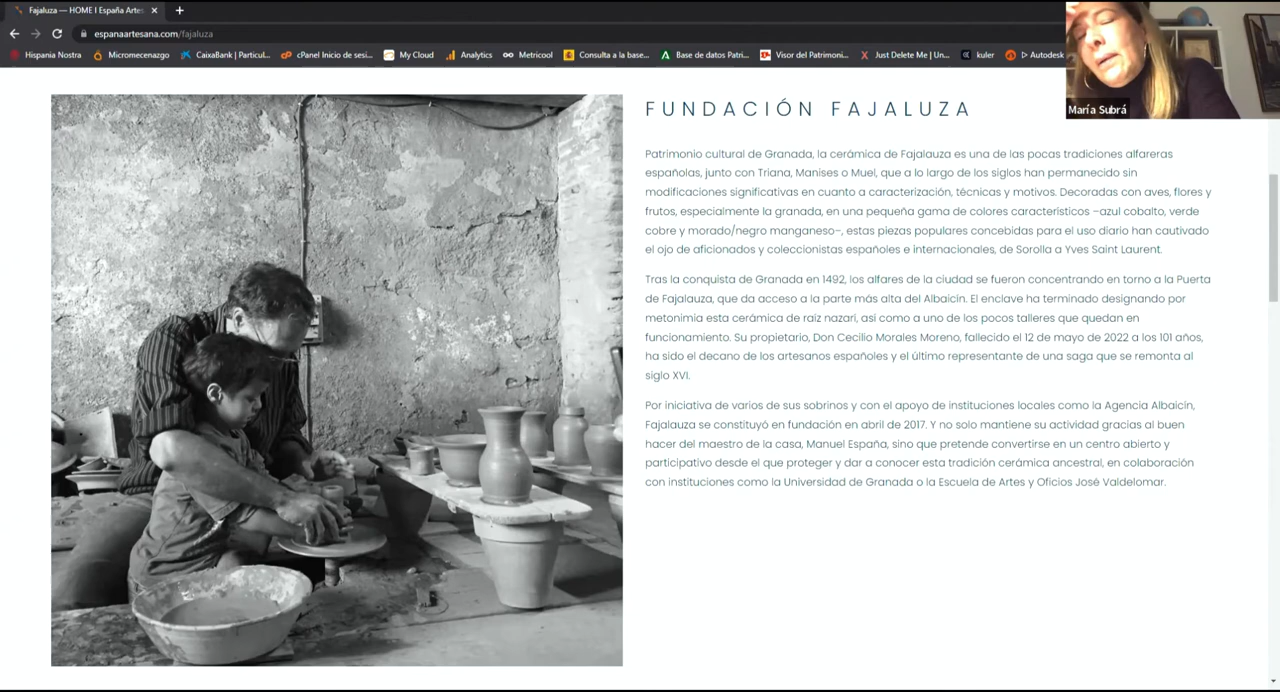 Fajaluza — HOME I España Artes
espanaartesana.com/fajaluza
Hispania Nostra
Micromecenazgo
CaixaBank | Particul...
cPanel Inicio de sesi...
My Cloud
Analytics
Metricool
Consulta a la base...
Base de datos Patri...
Visor del Patrimoni...
Just Delete Me | Un...
kuler
Autodesk
María Subrá
FUNDACIÓN FAJALUZA
Patrimonio cultural de Granada, la cerámica de Fajalauza es una de las pocas tradiciones alfareras
españolas, junto con Triana, Manises o Muel, que a lo largo de los siglos han permanecido sin
modificaciones significativas en cuanto a caracterización, técnicas y motivos. Decoradas con aves, flores y
frutos, especialmente la granada, en una pequeña gama de colores característicos –azul cobalto, verde
cobre y morado/negro manganeso–, estas piezas populares concebidas para el uso diario han cautivado
el ojo de aficionados y coleccionistas españoles e internacionales, de Sorolla a Yves Saint Laurent.
Tras la conquista de Granada en 1492, los alfares de la ciudad se fueron concentrando en torno a la Puerta
de Fajalauza, que da acceso a la parte más alta del Albaicín. El enclave ha terminado designando por
metonimia esta cerámica de raíz nazarí, así como a uno de los pocos talleres que quedan en
funcionamiento. Su propietario, Don Cecilio Morales Moreno, fallecido el 12 de mayo de 2022 a los 101 años,
ha sido el decano de los artesanos españoles y el último representante de una saga que se remonta al
siglo XVI.
Por iniciativa de varios de sus sobrinos y con el apoyo de instituciones locales como la Agencia Albaicín,
Fajalauza se constituyó en fundación en abril de 2017. Y no solo mantiene su actividad gracias al buen
hacer del maestro de la casa, Manuel España, sino que pretende convertirse en un centro abierto y
participativo desde el que proteger y dar a conocer esta tradición cerámica ancestral, en colaboración
con instituciones como la Universidad de Granada o la Escuela de Artes y Oficios José Valdelomar.